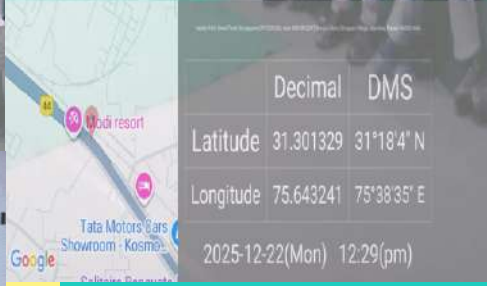 44
Modi resort
Tata Motors Cars
Showroom - Kosmo...
Google
Decimal DMS
Latitude 31.301329 31°18'4" N
Longitude 75.643241 75°38'35" E
2025-12-22(Mon) 12:29(pm)